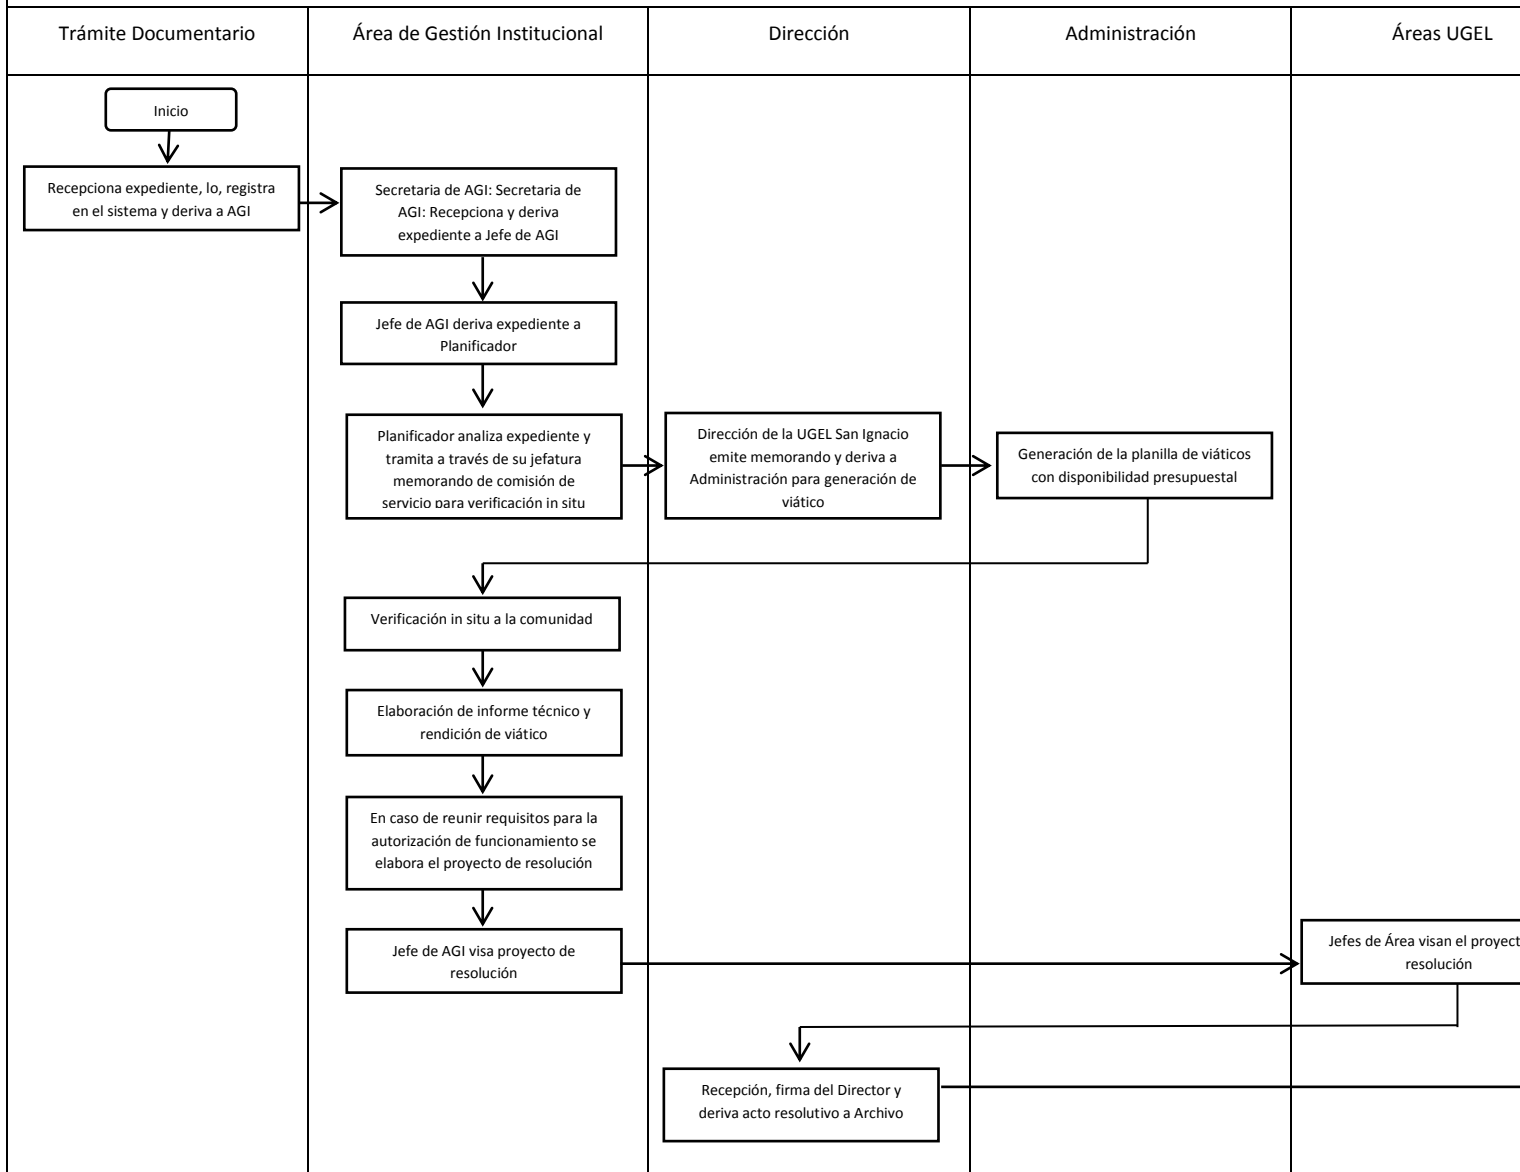 Trámite Documentario
Área de Gestión Institucional
Dirección
Administración
Áreas UGEL
Inicio
Recepciona expediente, lo, registra
en el sistema y deriva a AGI
Secretaria de AGI: Secretaria de
AGI: Recepciona y deriva
expediente a Jefe de AGI
Jefe de AGI deriva expediente a
Planificador
Planificador analiza expediente y
tramita a través de su jefatura
memorando de comisión de
servicio para verificación in situ
Dirección de la UGEL San Ignacio
emite memorando y deriva a
Administración para generación de
viático
Generación de la planilla de viáticos
con disponibilidad presupuestal
Verificación in situ a la comunidad
Elaboración de informe técnico y
rendición de viático
En caso de reunir requisitos para la
autorización de funcionamiento se
elabora el proyecto de resolución
Jefe de AGI visa proyecto de
resolución
Jefes de Área visan el proyect
resolución
Recepción, firma del Director y
deriva acto resolutivo a Archivo